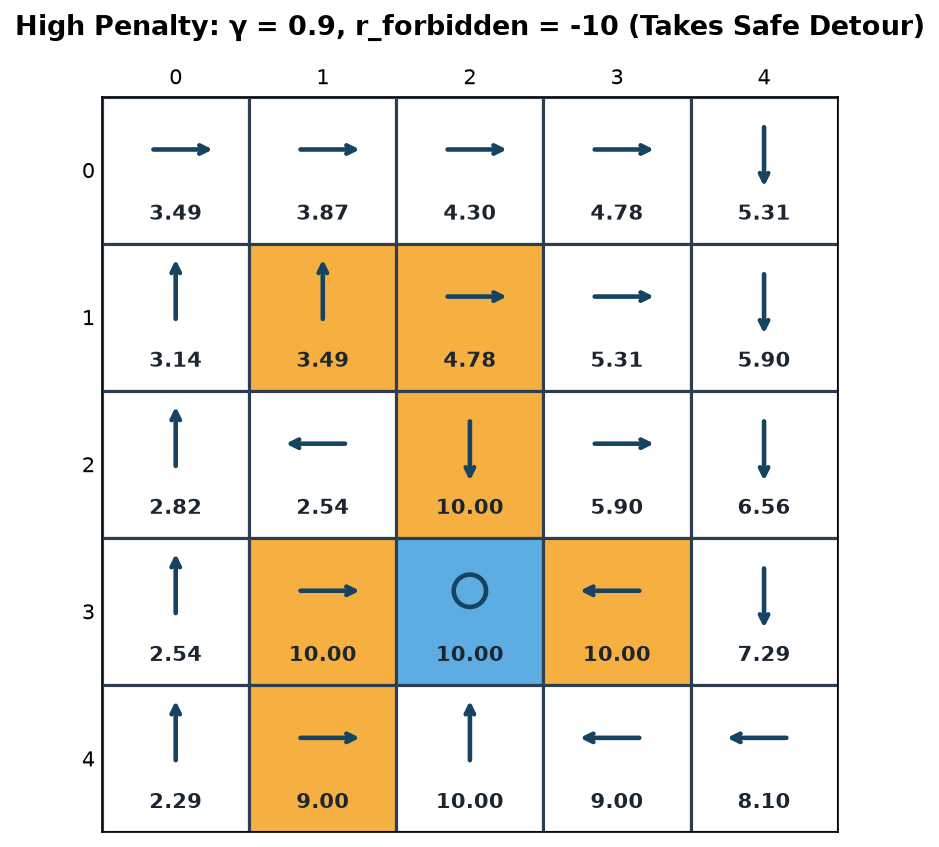 High Penalty: γ = 0.9, r_forbidden = -10 (Takes Safe Detour)
0 1 2 3 4
0
3.49 3.87 4.30 4.78 5.31
1
3.14 3.49 4.78 5.31 5.90
2
2.82 2.54 10.00 5.90 6.56
3
2.54 10.00 10.00 10.00 7.29
4
2.29 9.00 10.00 9.00 8.10